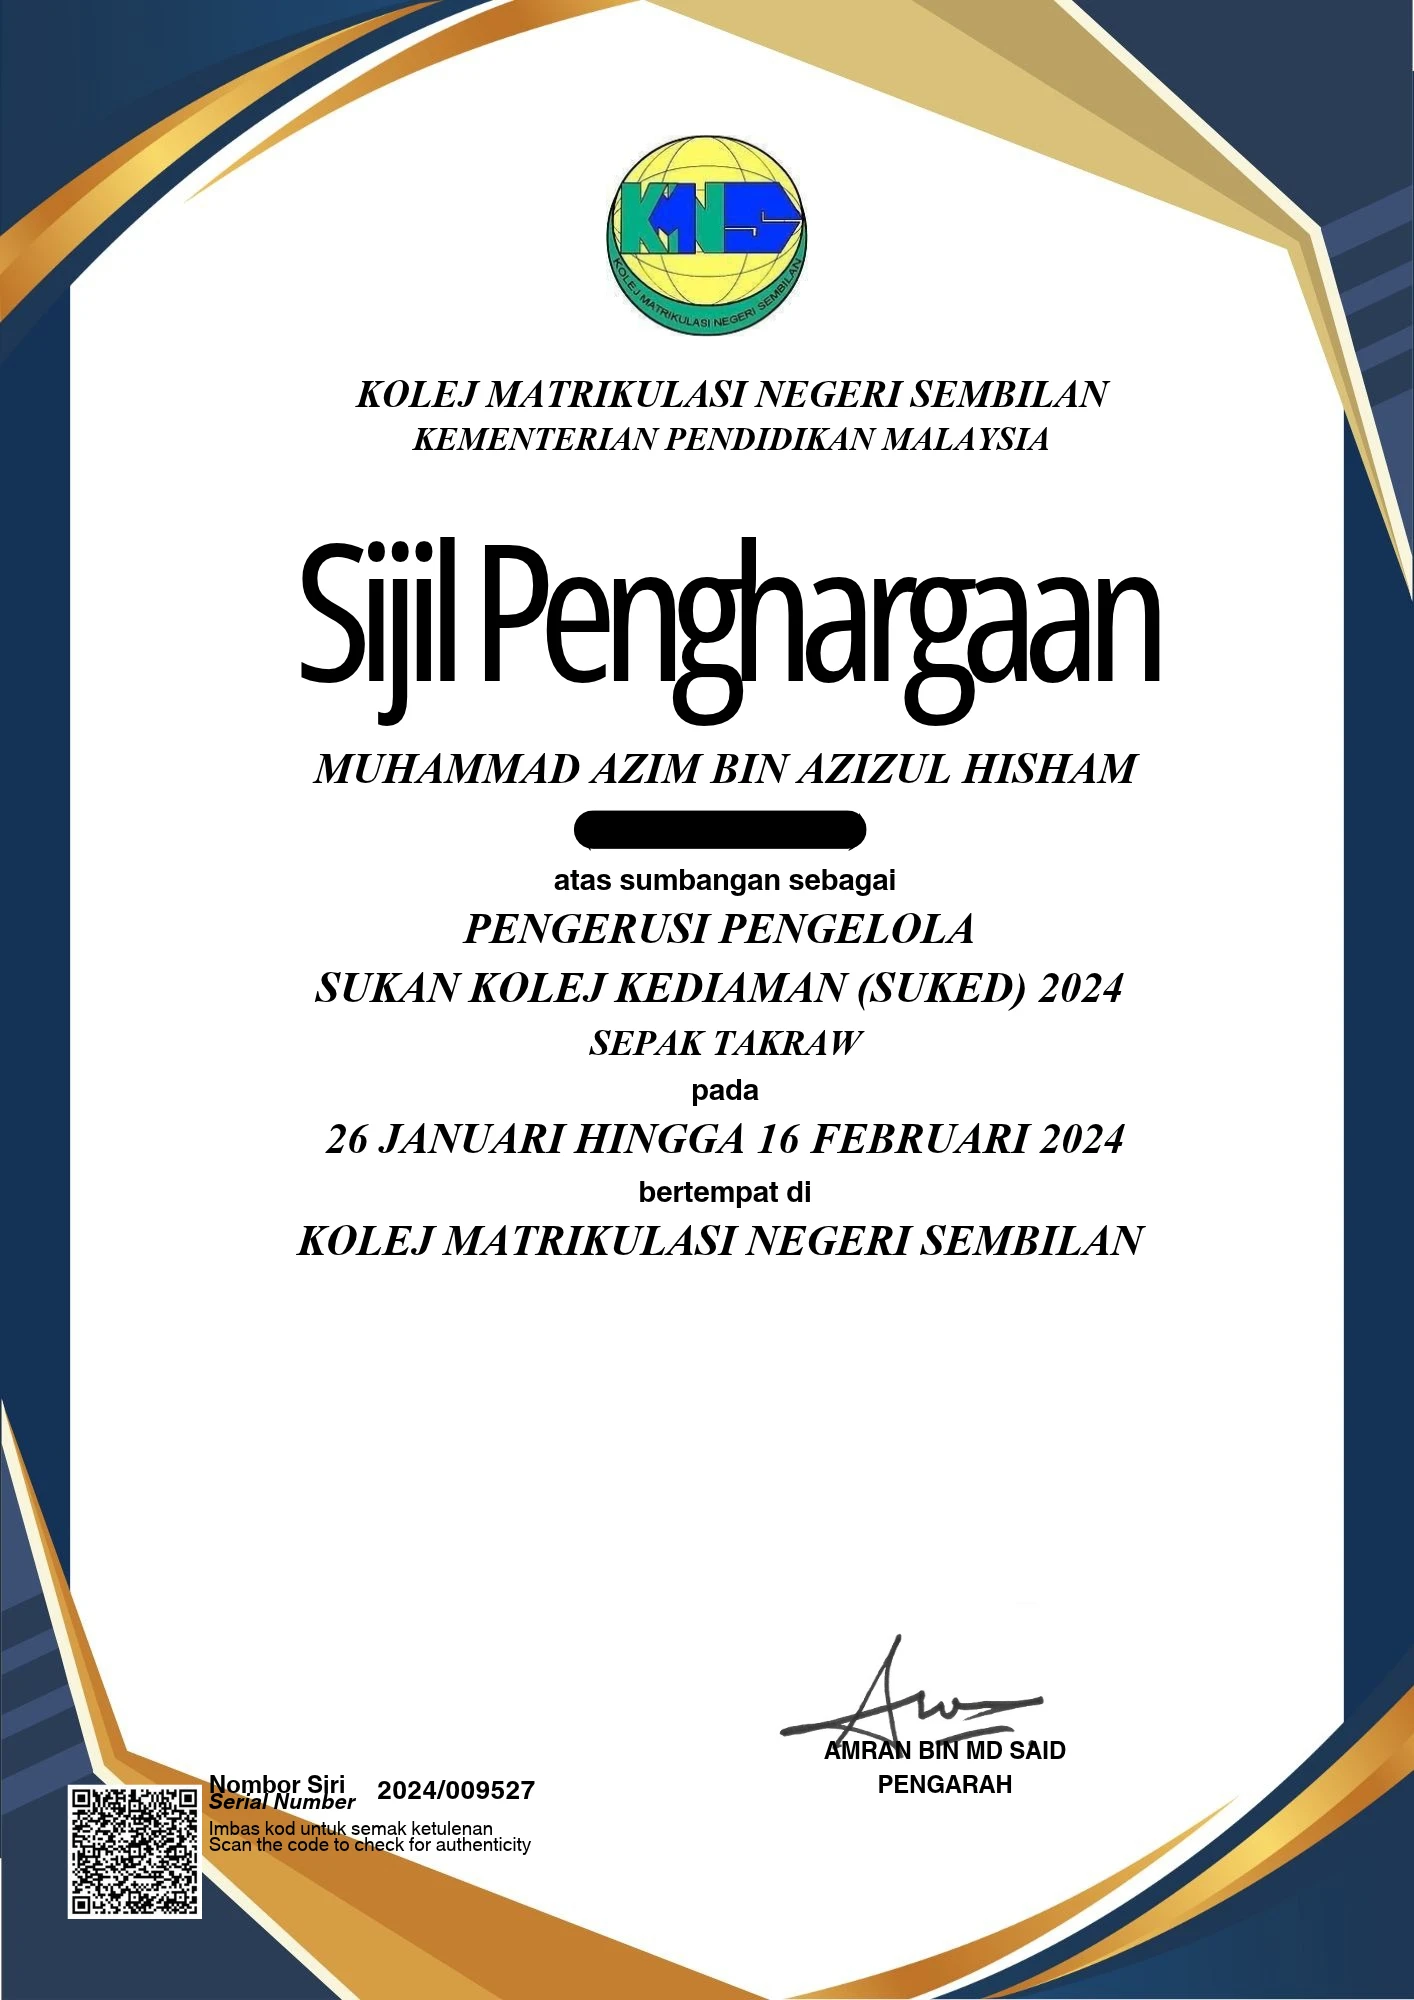 KMNS
KOLEJ MATRIKULASI NEGERI SEMBILAN
KOLEJ MATRIKULASI NEGERI SEMBILAN
KEMENTERIAN PENDIDIKAN MALAYSIA
Sijil Penghargaan
MUHAMMAD AZIM BIN AZIZUL HISHAM
atas sumbangan sebagai
PENGERUSI PENGELOLA
SUKAN KOLEJ KEDIAMAN (SUKED) 2024
SEPAK TAKRAW
pada
26 JANUARI HINGGA 16 FEBRUARI 2024
bertempat di
KOLEJ MATRIKULASI NEGERI SEMBILAN
AMRAN BIN MD SAID
PENGARAH
Nombor Siri 2024/009527
Serial Number
Imbas kod untuk semak ketulenan
Scan the code to check for authenticity